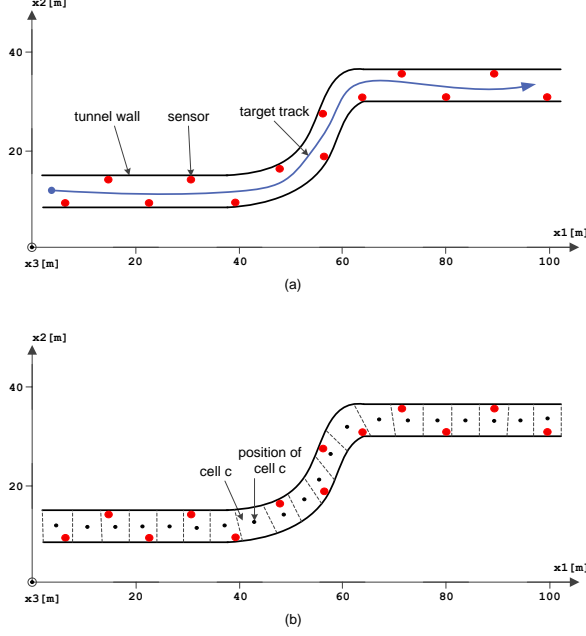 x2[m]
40
tunnel wall
sensor
target track
20
x1[m]
x3[m]
20
40
60
80
100
(a)
x2[m]
40
position of
cell c
cell c
20
x1[m]
x3[m]
20
40
60
80
100
(b)